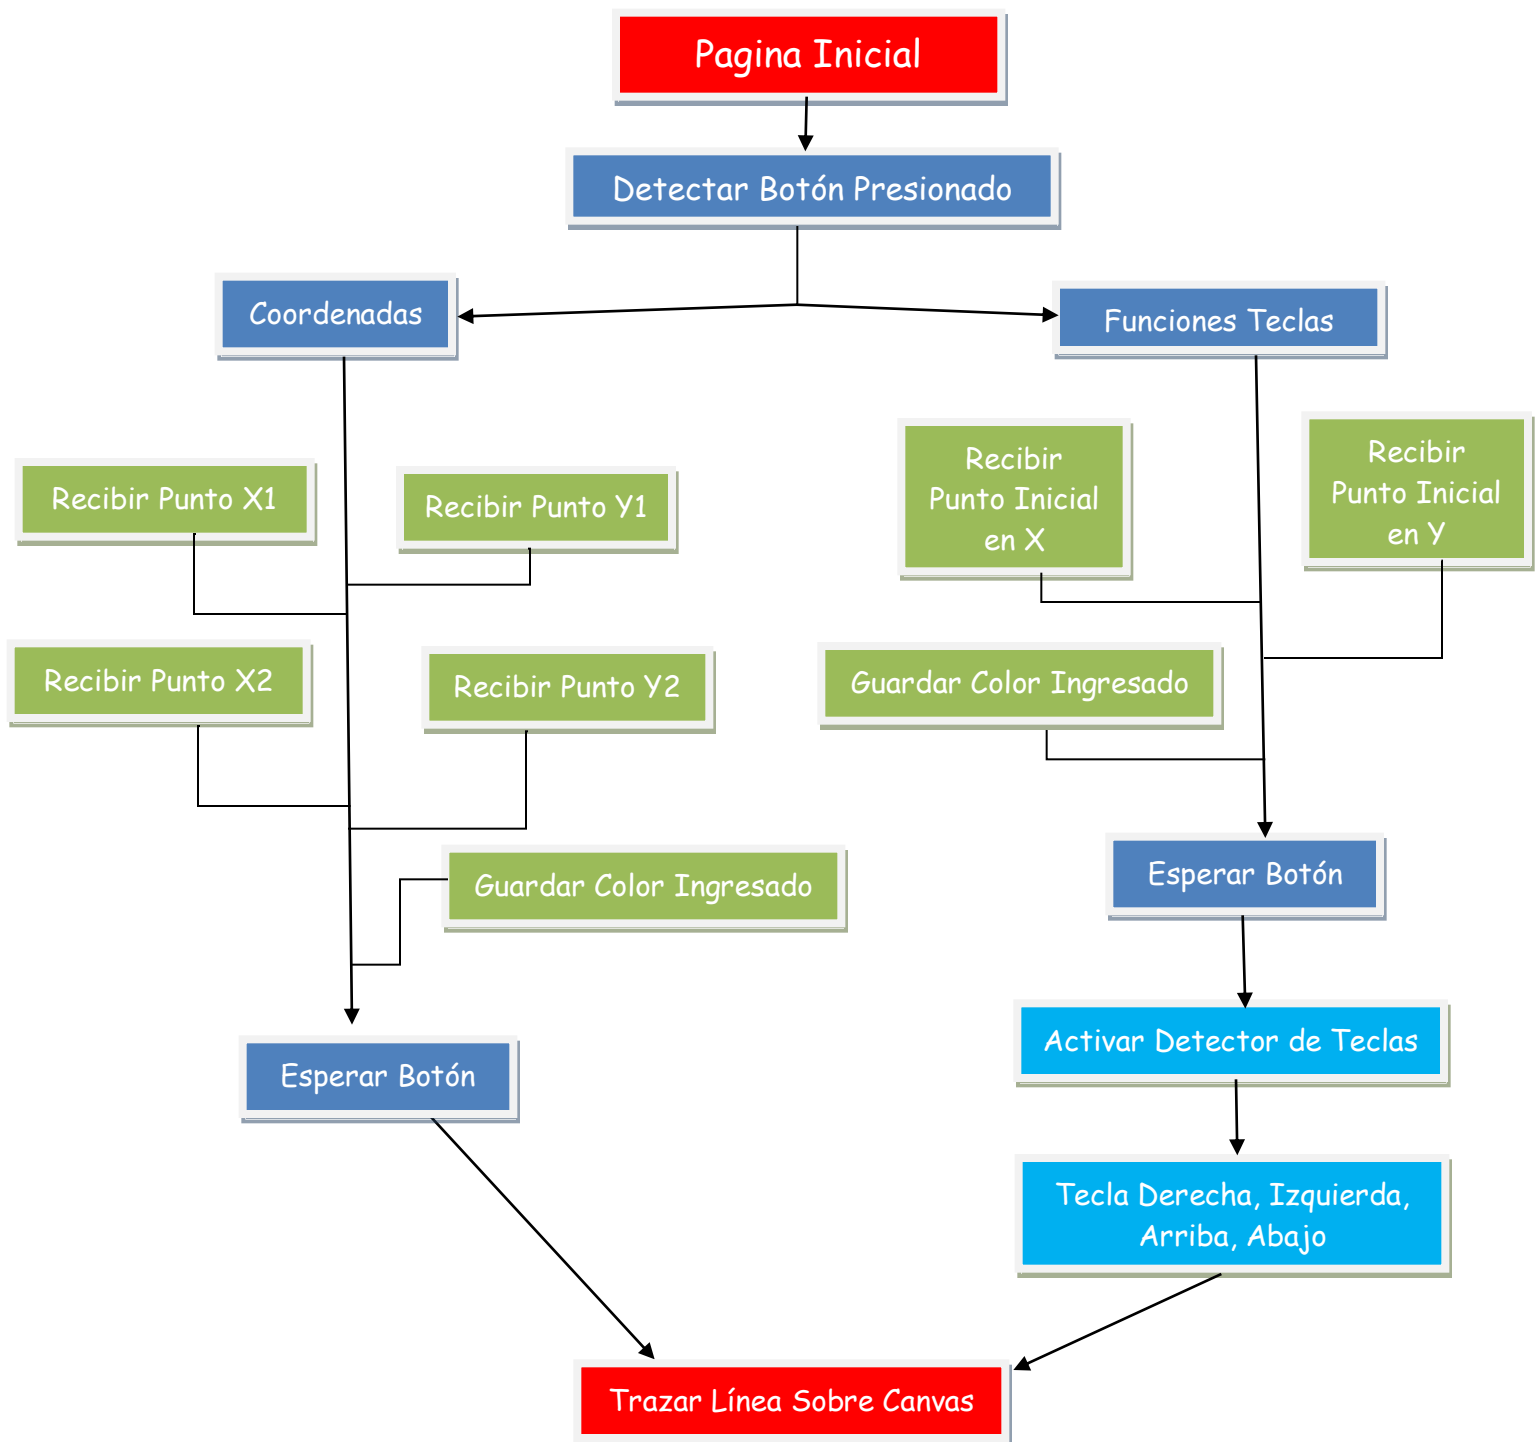 Pagina Inicial
Detectar Botón Presionado
Coordenadas
Funciones Teclas
Recibir Punto X1
Recibir Punto Y1
Recibir
Punto Inicial
en X
Recibir
Punto Inicial
en Y
Recibir Punto X2
Recibir Punto Y2
Guardar Color Ingresado
Guardar Color Ingresado
Esperar Botón
Esperar Botón
Activar Detector de Teclas
Tecla Derecha, Izquierda,
Arriba, Abajo
Trazar Línea Sobre Canvas